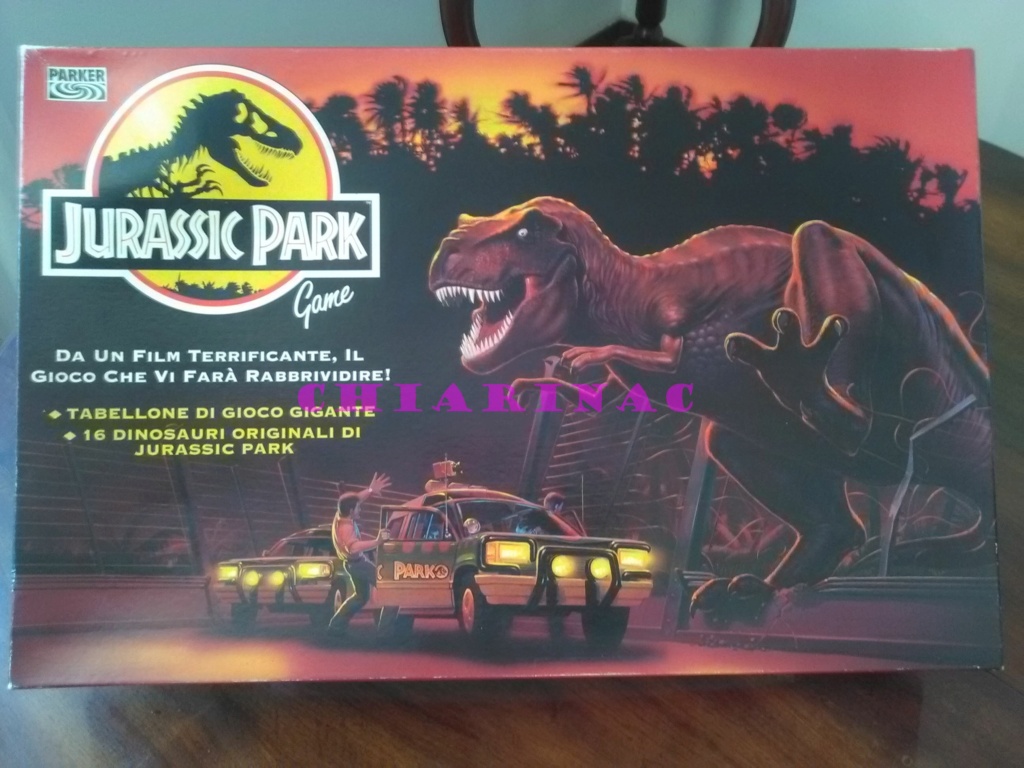 PARKER
JURASSIC PARK
Game
DA UN FILM TERRIFICANTE, IL
GIOCO CHE VI FARÀ RABBRIVIDIRE!
◆ TABELLONE DI GIOCO GIGANTE
◆ 16 DINOSAURI ORIGINALI DI
JURASSIC PARK
CHIARINAC
PARK